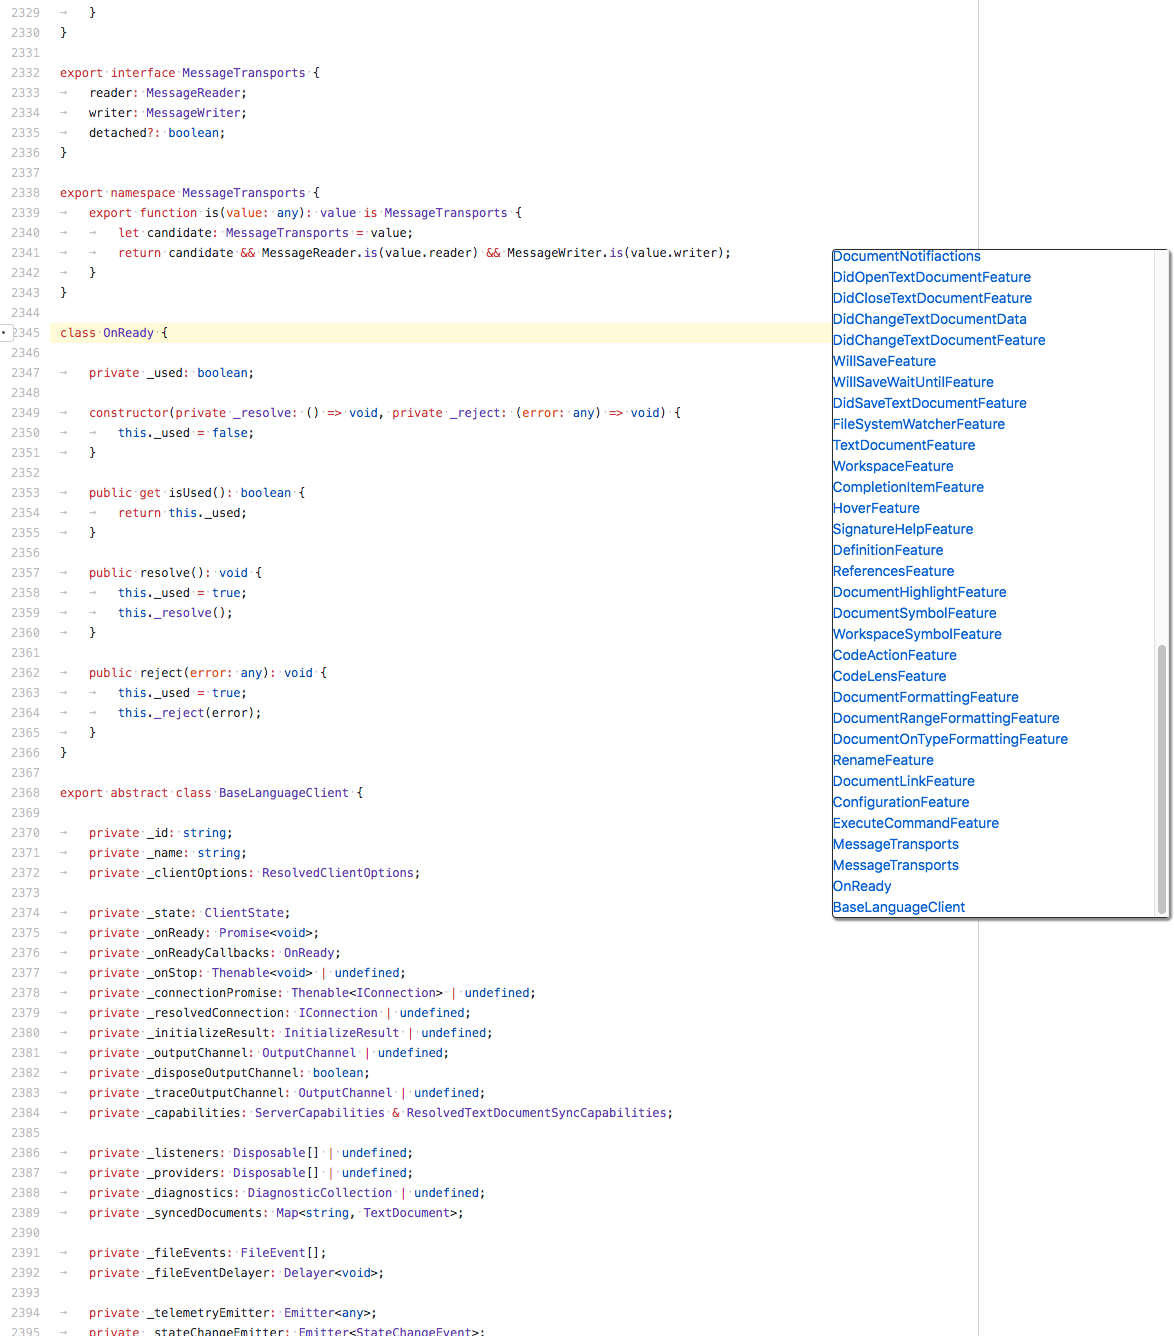 2329 → }
2330 }
2331
2332 export interface MessageTransports {
2333 → reader: MessageReader;
2334 → writer: MessageWriter;
2335 → detached?: boolean;
2336 }
2337
2338 export namespace MessageTransports {
2339 → export function is(value: any): value is MessageTransports {
2340 → → let candidate: MessageTransports = value;
2341 → → return candidate && MessageReader.is(value.reader) && MessageWriter.is(value.writer);
2342 → }
2343 }
2344
2345 class OnReady {
2346
2347 → private _used: boolean;
2348
2349 → constructor(private _resolve: () => void, private _reject: (error: any) => void) {
2350 → → this._used = false;
2351 → }
2352
2353 → public get isUsed(): boolean {
2354 → → return this._used;
2355 → }
2356
2357 → public resolve(): void {
2358 → → this._used = true;
2359 → → this._resolve();
2360 → }
2361
2362 → public reject(error: any): void {
2363 → → this._used = true;
2364 → → this._reject(error);
2365 → }
2366 }
2367
2368 export abstract class BaseLanguageClient {
2369
2370 → private _id: string;
2371 → private _name: string;
2372 → private _clientOptions: ResolvedClientOptions;
2373
2374 → private _state: ClientState;
2375 → private _onReady: Promise<void>;
2376 → private _onReadyCallbacks: OnReady;
2377 → private _onStop: Thenable<void> | undefined;
2378 → private _connectionPromise: Thenable<IConnection> | undefined;
2379 → private _resolvedConnection: IConnection | undefined;
2380 → private _initializeResult: InitializeResult | undefined;
2381 → private _outputChannel: OutputChannel | undefined;
2382 → private _disposeOutputChannel: boolean;
2383 → private _traceOutputChannel: OutputChannel | undefined;
2384 → private _capabilities: ServerCapabilities & ResolvedTextDocumentSyncCapabilities;
2385
2386 → private _listeners: Disposable[] | undefined;
2387 → private _providers: Disposable[] | undefined;
2388 → private _diagnostics: DiagnosticCollection | undefined;
2389 → private _syncedDocuments: Map<string, TextDocument>;
2390
2391 → private _fileEvents: FileEvent[];
2392 → private _fileEventDelayer: Delayer<void>;
2393
2394 → private _telemetryEmitter: Emitter<any>;
2395 → private _stateChangeEmitter: Emitter<StateChangeEvent>;
DocumentNotifiactions
DidOpenTextDocumentFeature
DidCloseTextDocumentFeature
DidChangeTextDocumentData
DidChangeTextDocumentFeature
WillSaveFeature
WillSaveWaitUntilFeature
DidSaveTextDocumentFeature
FileSystemWatcherFeature
TextDocumentFeature
WorkspaceFeature
CompletionItemFeature
HoverFeature
SignatureHelpFeature
DefinitionFeature
ReferencesFeature
DocumentHighlightFeature
DocumentSymbolFeature
WorkspaceSymbolFeature
CodeActionFeature
CodeLensFeature
DocumentFormattingFeature
DocumentRangeFormattingFeature
DocumentOnTypeFormattingFeature
RenameFeature
DocumentLinkFeature
ConfigurationFeature
ExecuteCommandFeature
MessageTransports
MessageTransports
OnReady
BaseLanguageClient